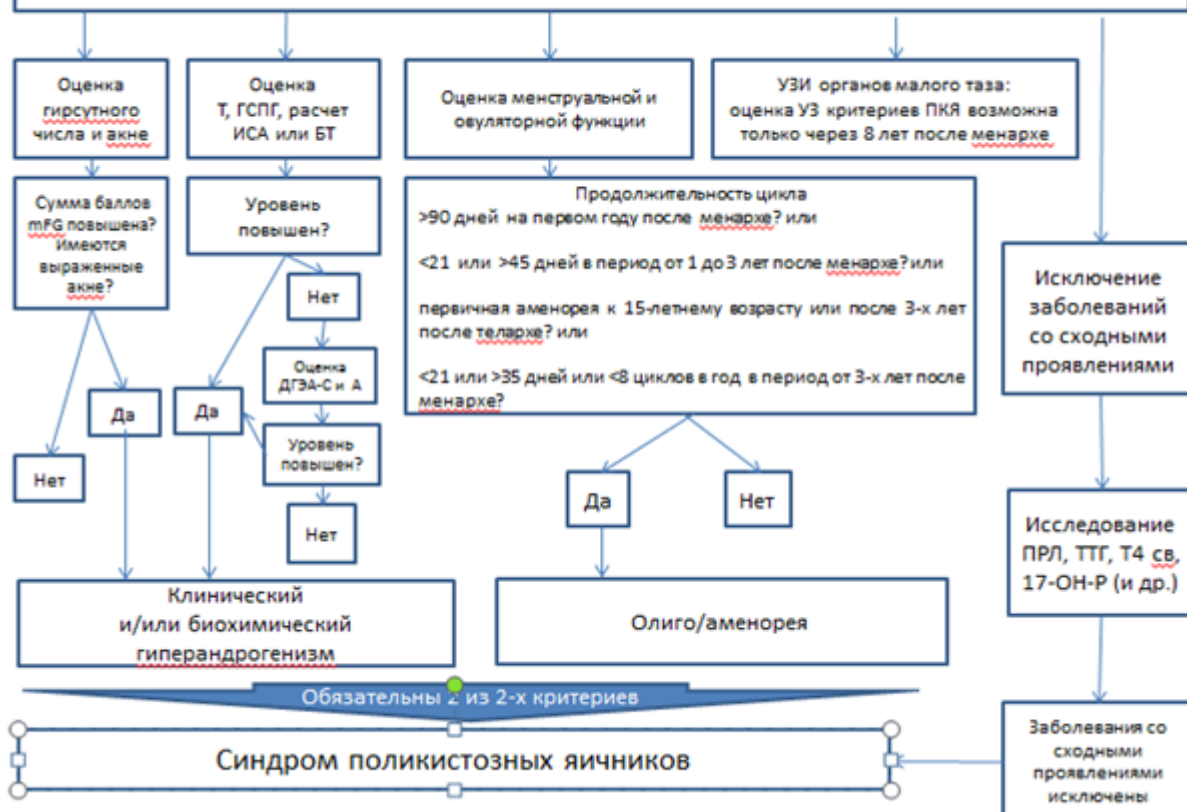 Оценка
гирсутного
числа и акне
Оценка
Т, ГСПГ, расчет
ИСА или БТ
Оценка менструальной и
овуляторной функции
УЗИ органов малого таза:
оценка УЗ критериев ПКЯ возможна
только через 8 лет после менархе
Сумма баллов
mFG повышена?
Имеются
выраженные
акне?
Уровень
повышен?
Продолжительность цикла
>90 дней на первом году после менархе? или
<21 или >45 дней в период от 1 до 3 лет после менархе? или
первичная аменорея к 15-летнему возрасту или после 3-х лет
после телархе? или
<21 или >35 дней или <8 циклов в год в период от 3-х лет после
менархе?
Исключение
заболеваний
со сходными
проявлениями
Нет
Оценка
ДГЭА-С и А
Да
Да
Уровень
повышен?
Нет
Нет
Да
Нет
Исследование
ПРЛ, ТТГ, Т4 св,
17-ОН-Р (и др.)
Клинический
и/или биохимический
гиперандрогенизм
Олиго/аменорея
Обязательны 2 из 2-х критериев
Синдром поликистозных яичников
Заболевания со
сходными
проявлениями
исключены